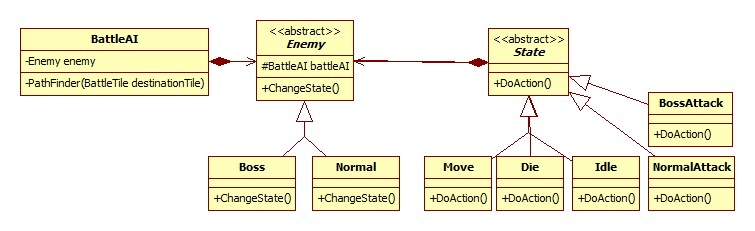 BattleAI
-Enemy enemy
-PathFinder(BattleTile destinationTile)
<<abstract>>
Enemy
#BattleAI battleAI
+ChangeState()
<<abstract>>
State
+DoAction()
Boss
+ChangeState()
Normal
+ChangeState()
Move
+DoAction()
Die
+DoAction()
Idle
+DoAction()
BossAttack
+DoAction()
NormalAttack
+DoAction()